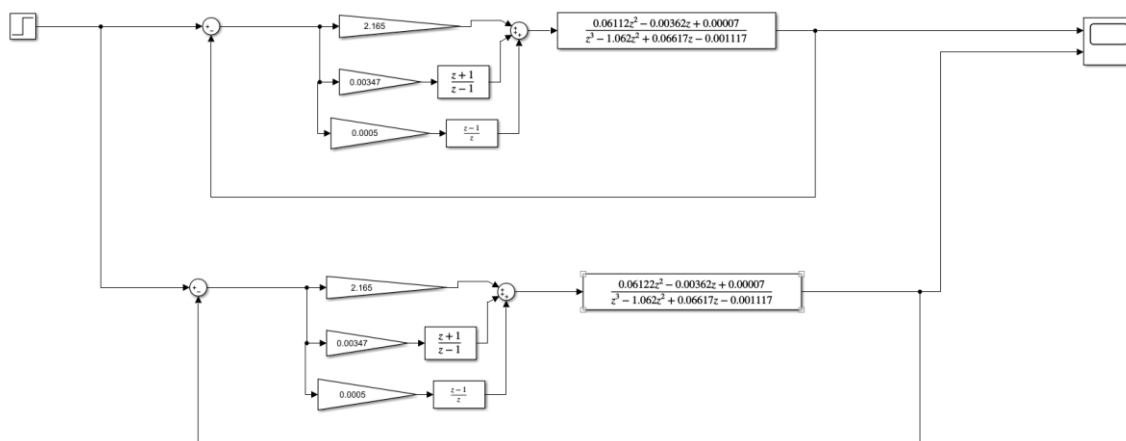 2.165
0.06112z² − 0.00362z + 0.00007
z³ − 1.062z² + 0.06617z − 0.001117
0.00347
z + 1
z − 1
0.0005
z − 1
z
2.165
0.06122z² − 0.00362z + 0.00007
z³ − 1.062z² + 0.06617z − 0.001117
0.00347
z + 1
z − 1
0.0005
z − 1
z